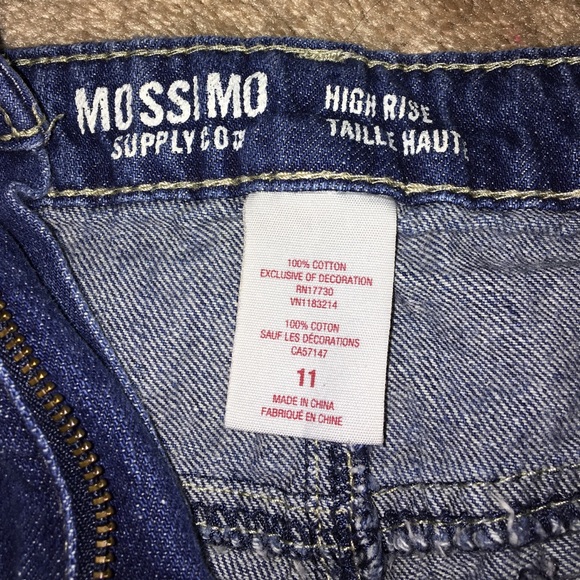 MOSSIMO
SUPPLY CO.
HIGH RISE
TAILLE HAUTE
100% COTTON
EXCLUSIVE OF DECORATION
RN17730
VN1183214
100% COTON
SAUF LES DÉCORATIONS
CA57147
11
MADE IN CHINA
FABRIQUÉ EN CHINE